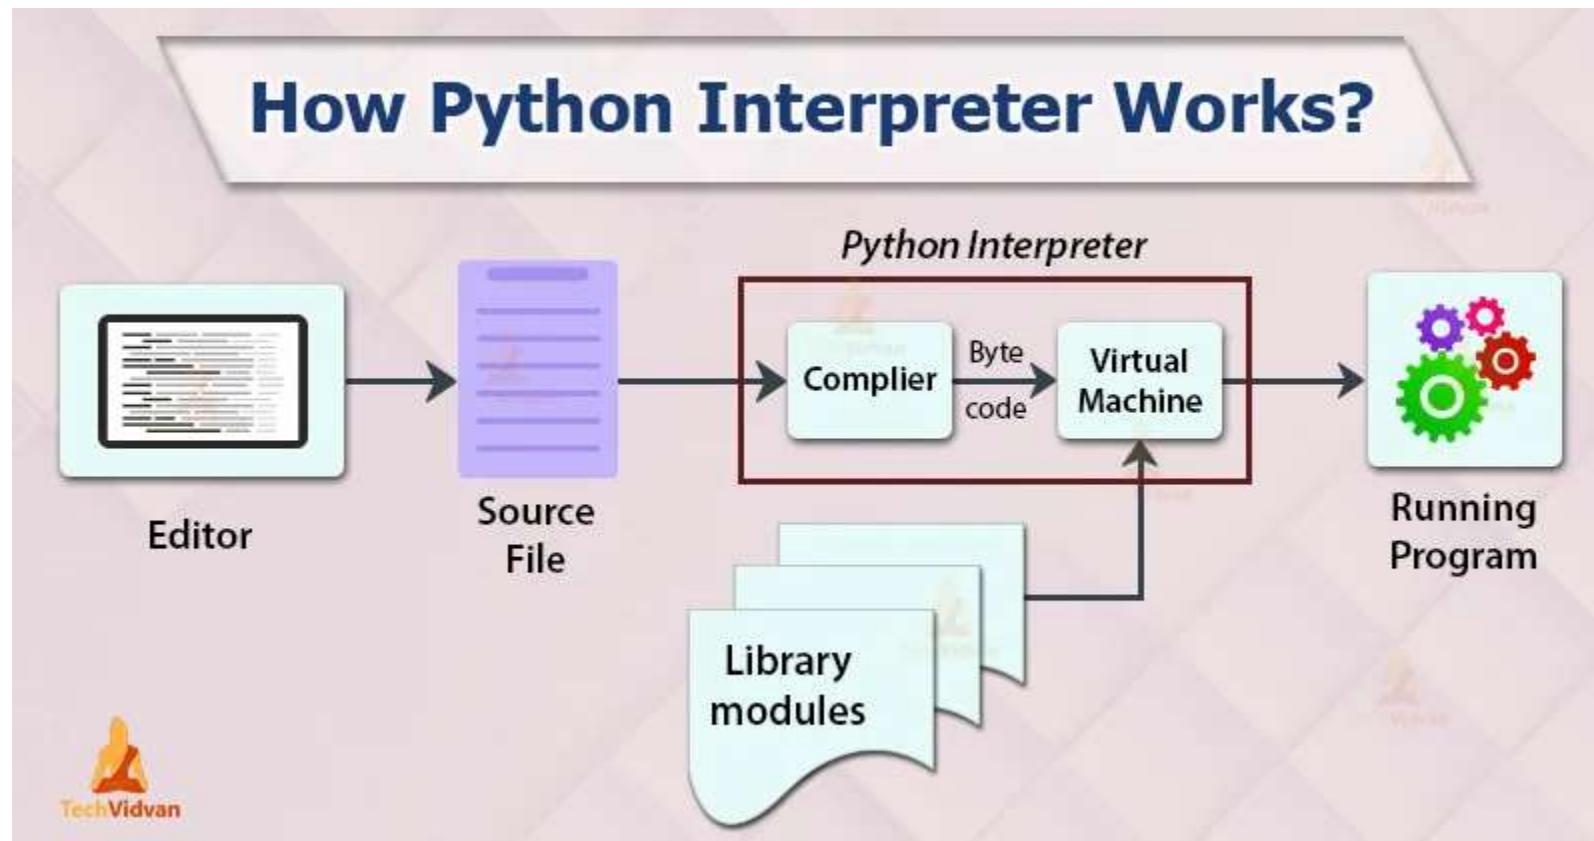 How Python Interpreter Works?
Python Interpreter
Complier
Byte
code
Virtual
Machine
Editor
Source
File
Running
Program
Library
modules
TechVidvan